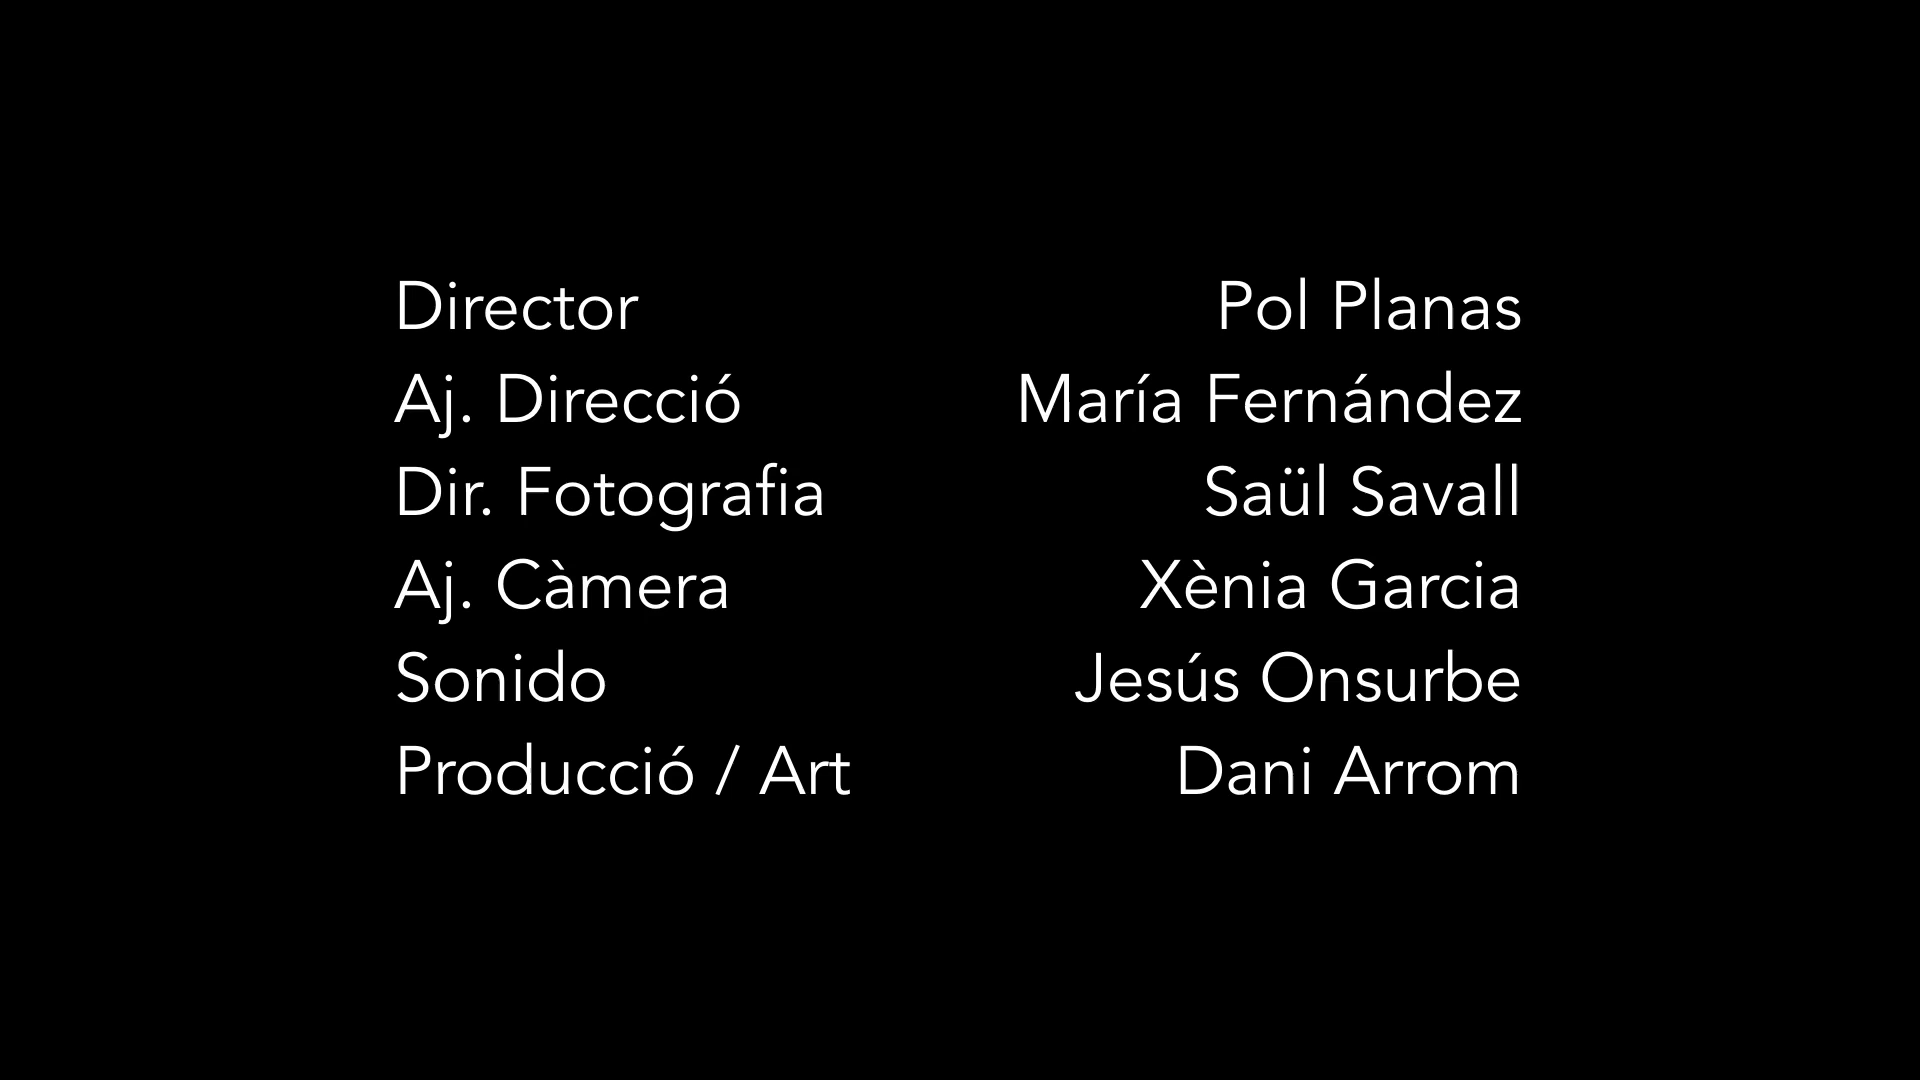 Director Pol Planas
Aj. Direcció María Fernández
Dir. Fotografia Saül Savall
Aj. Càmera Xènia Garcia
Sonido Jesús Onsurbe
Producció / Art Dani Arrom